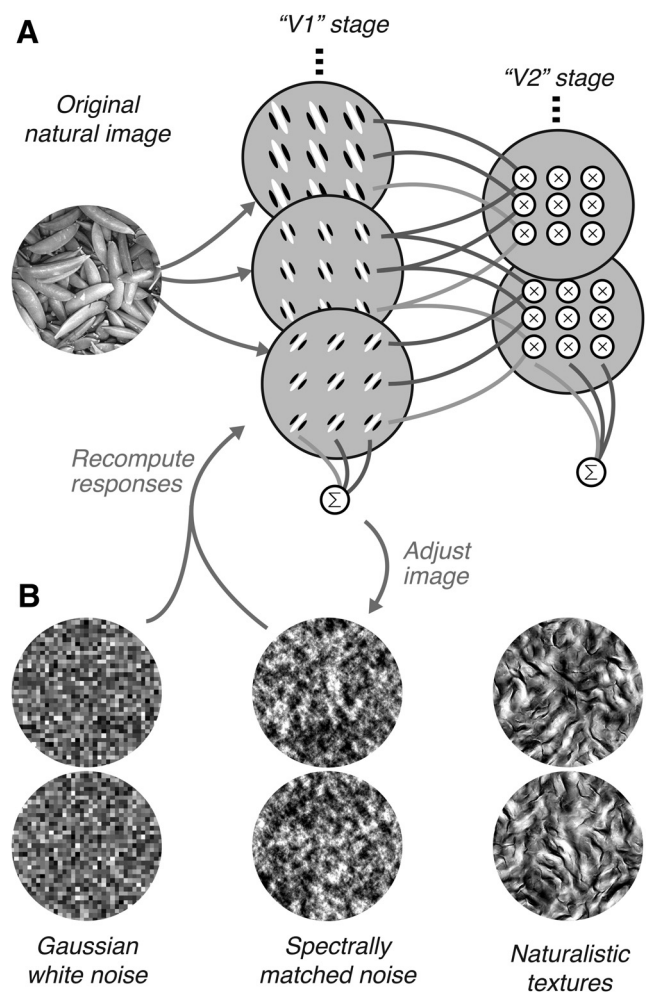 A
“V1” stage
“V2” stage
Original
natural image
× × ×
× × ×
× × ×
× × ×
× × ×
× × ×
Σ
Σ
Recompute
responses
Adjust
image
B
Gaussian
white noise
Spectrally
matched noise
Naturalistic
textures